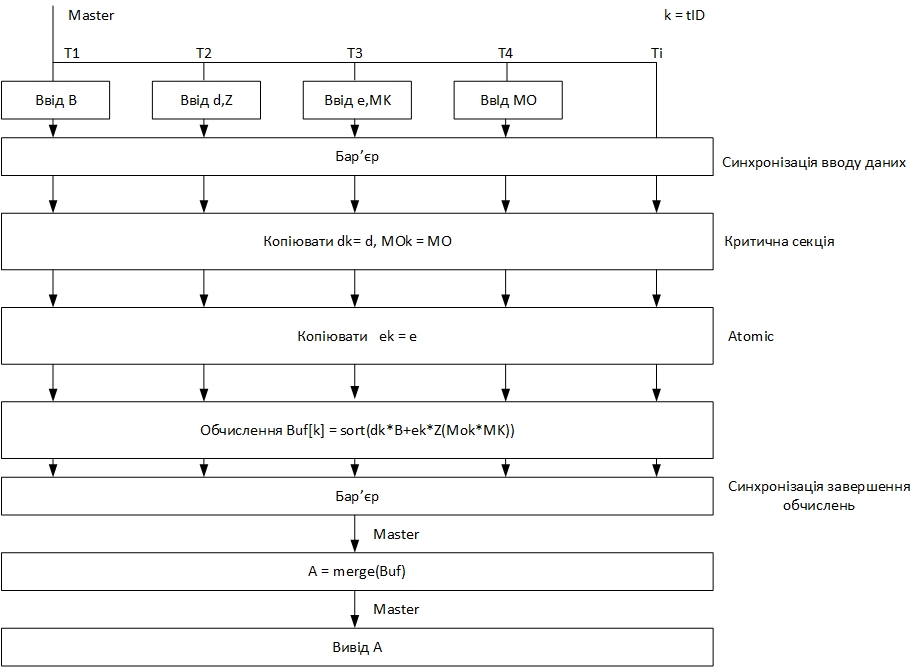 Master
k = tID
T1
T2
T3
T4
Ti
Ввід B
Ввід d,Z
Ввід e,MK
Ввід MO
Бар’єр
Синхронізація вводу даних
Копіювати dk= d, MOk = MO
Критична секція
Копіювати ek = e
Atomic
Обчислення Buf[k] = sort(dk*B+ek*Z(Mok*MK))
Бар’єр
Синхронізація завершення
обчислень
Master
A = merge(Buf)
Master
Вивід A